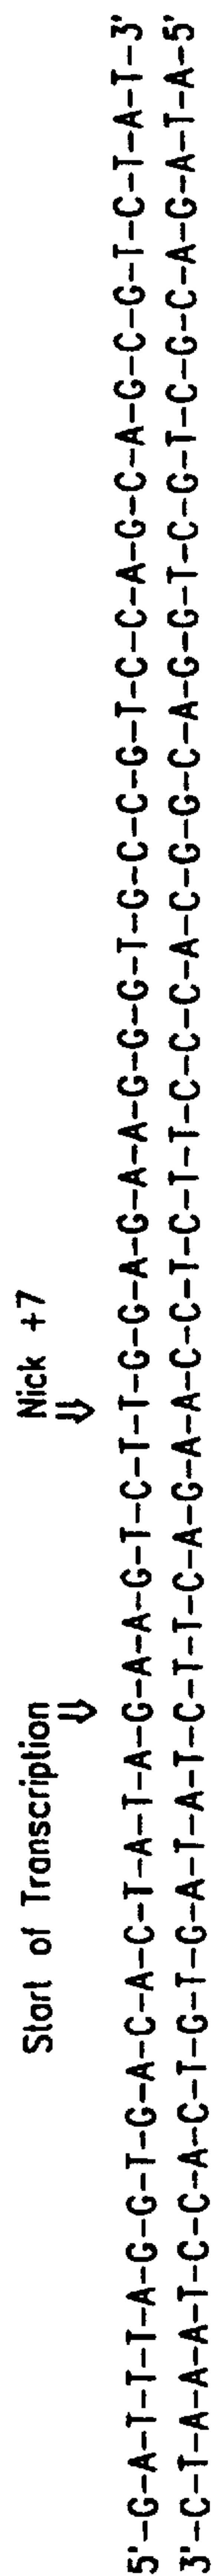 Start of Transcription Nick +7
⇓ ⇓
5'–G–A–T–T–T–A–G–G–T–G–A–C–A–C–T–A–T–A–G–A–A–G–T–C–T–T–G–G–A–G–A–A–G–G–G–T–G–C–C–G–T–C–C–A–G–C–A–G–C–G–T–C–T–A–T–3'
3'–C–T–A–A–A–T–C–C–A–C–T–G–T–G–A–T–A–T–C–T–T–C–A–G–A–A–C–C–T–C–T–T–C–C–C–A–C–G–G–C–A–G–G–T–C–G–T–C–G–C–A–G–A–T–A–5'